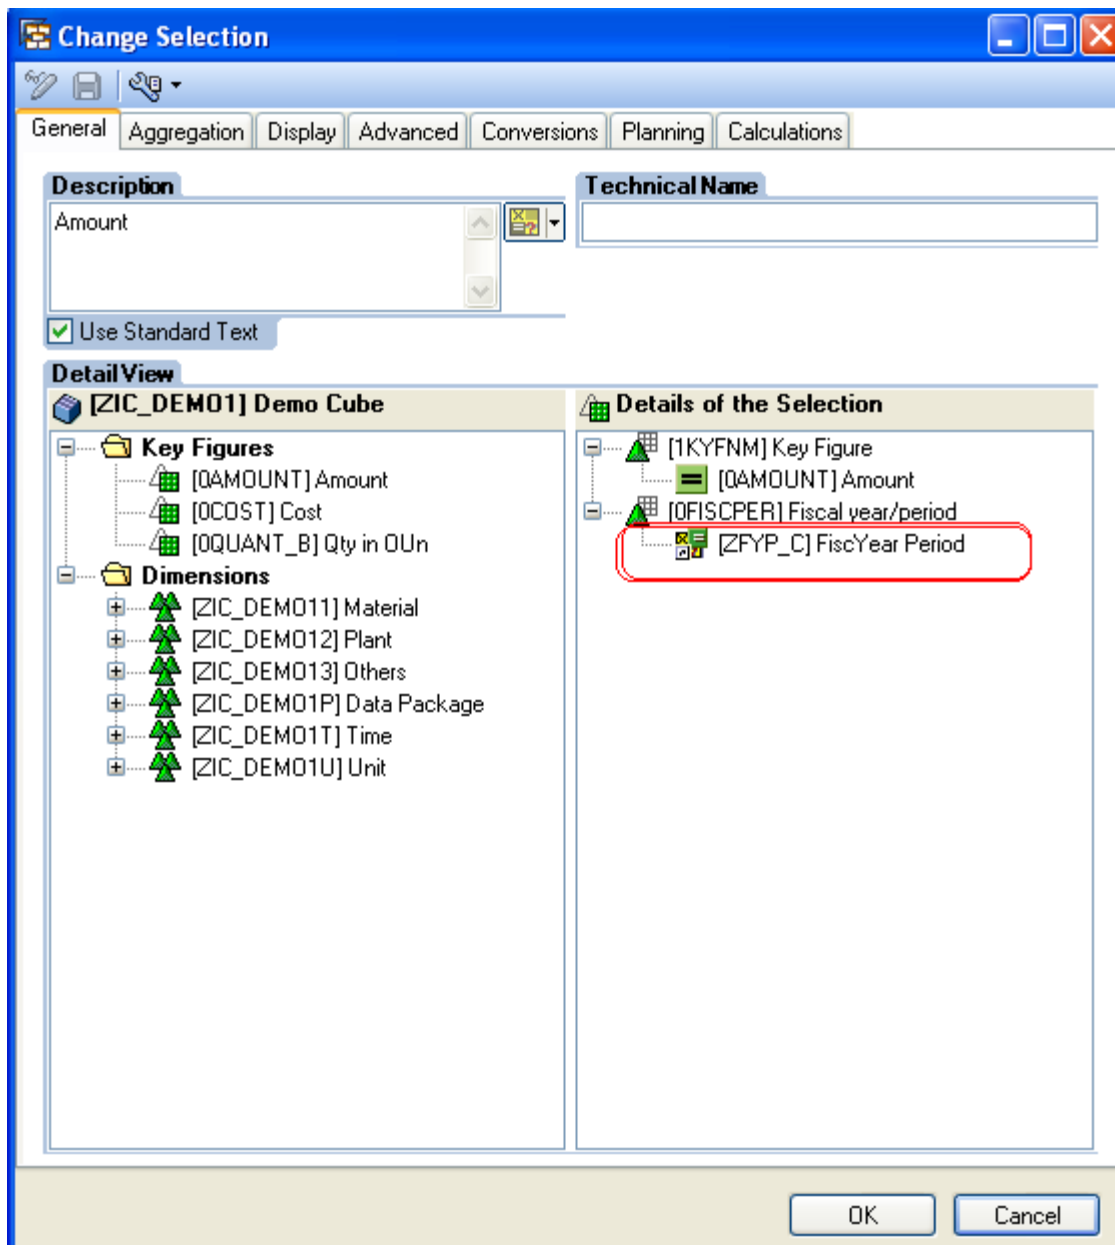 Change Selection
General Aggregation Display Advanced Conversions Planning Calculations
Description
Amount
Technical Name
Use Standard Text
Detail View
[ZIC_DEMO1] Demo Cube
Key Figures
[0AMOUNT] Amount
[0COST] Cost
[0QUANT_B] Qty in OUn
Dimensions
[ZIC_DEMO11] Material
[ZIC_DEMO12] Plant
[ZIC_DEMO13] Others
[ZIC_DEMO1P] Data Package
[ZIC_DEMO1T] Time
[ZIC_DEMO1U] Unit
Details of the Selection
[1KYFNM] Key Figure
[0AMOUNT] Amount
[0FISCPER] Fiscal year/period
[ZFYP_C] FiscYear Period
OK Cancel